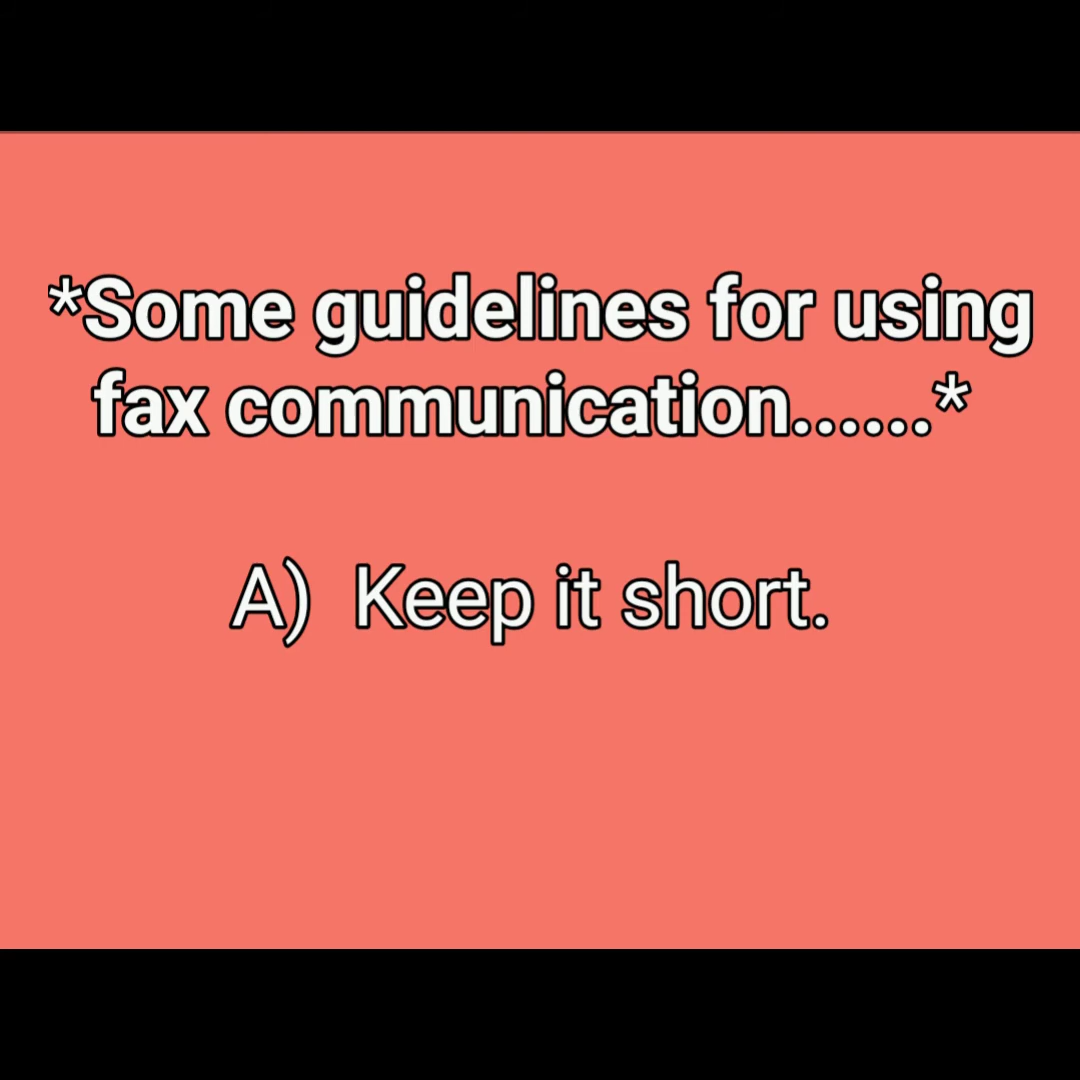 *Some guidelines for using
fax communication......*
A)  Keep it short.